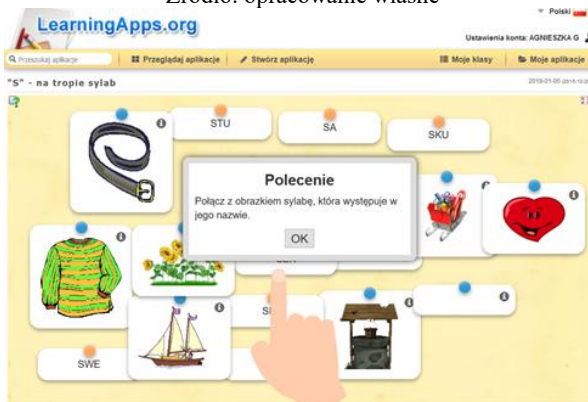 Źródło: opracowanie własne
LearningApps.org
Polski
Ustawienia konta: AGNIESZKA G
Przeszukaj aplikacje
Przeglądaj aplikacje
Stwórz aplikację
Moje klasy
Moje aplikacje
"S" - na tropie sylab
STU
SA
SKU
Polecenie
Połącz z obrazkiem sylabę, która występuje w
jego nazwie.
OK
SWE